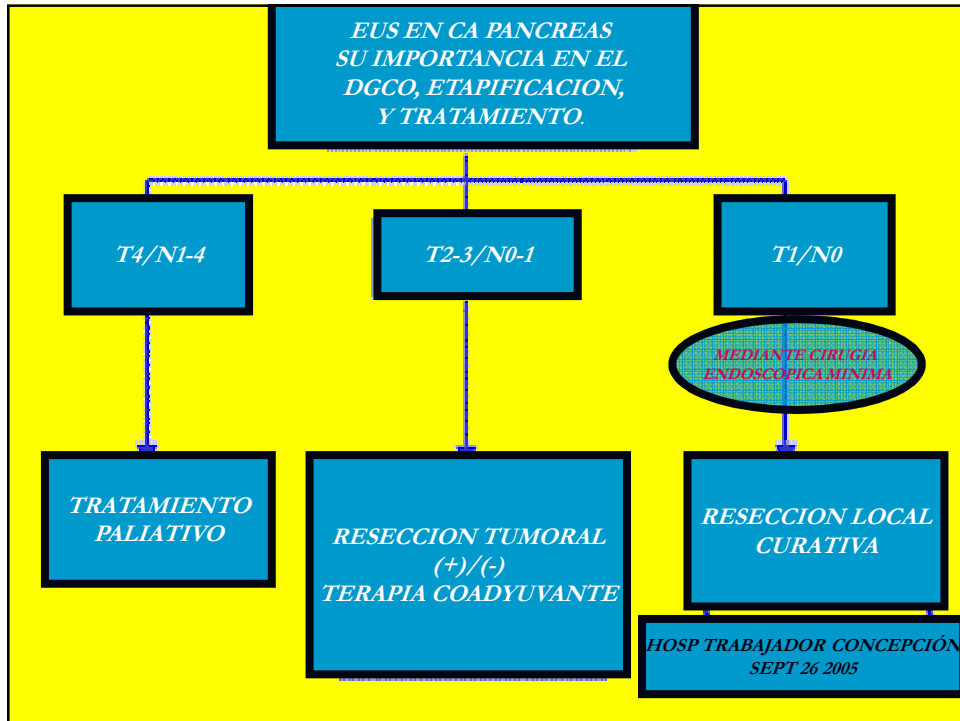 EUS EN CA PANCREAS
SU IMPORTANCIA EN EL
DGCO, ETAPIFICACION,
Y TRATAMIENTO.
T4/N1-4
T2-3/N0-1
T1/N0
MEDIANTE CIRUGIA
ENDOSCOPICA MINIMA
TRATAMIENTO
PALIATIVO
RESECCION TUMORAL
(+)/(-)
TERAPIA COADYUVANTE
RESECCION LOCAL
CURATIVA
HOSP TRABAJADOR CONCEPCIÓN
SEPT 26 2005